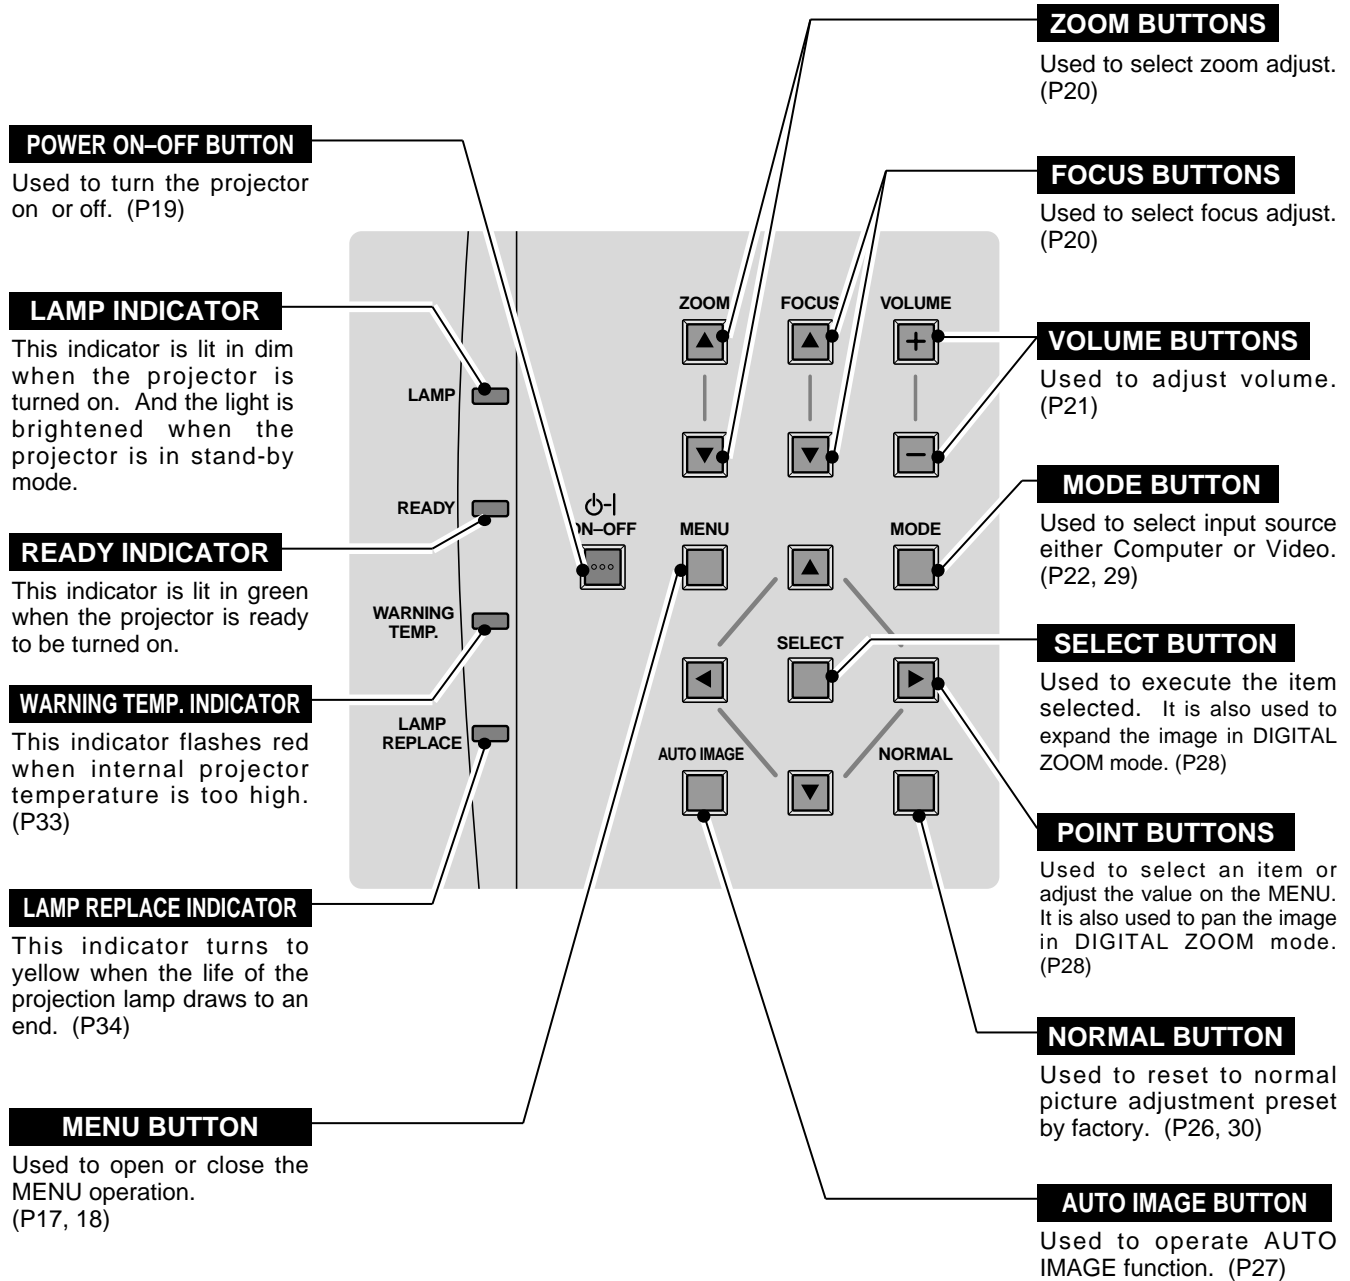 POWER ON–OFF BUTTON
Used to turn the projector
on or off. (P19)
LAMP INDICATOR
This indicator is lit in dim
when the projector is
turned on. And the light is
brightened when the
projector is in stand-by
mode.
READY INDICATOR
This indicator is lit in green
when the projector is ready
to be turned on.
WARNING TEMP. INDICATOR
This indicator flashes red
when internal projector
temperature is too high.
(P33)
LAMP REPLACE INDICATOR
This indicator turns to
yellow when the life of the
projection lamp draws to an
end. (P34)
MENU BUTTON
Used to open or close the
MENU operation.
(P17, 18)
ZOOM
FOCUS
VOLUME
LAMP
READY
ON–OFF
MENU
MODE
WARNING
TEMP.
SELECT
LAMP
REPLACE
AUTO IMAGE
NORMAL
ZOOM BUTTONS
Used to select zoom adjust.
(P20)
FOCUS BUTTONS
Used to select focus adjust.
(P20)
VOLUME BUTTONS
Used to adjust volume.
(P21)
MODE BUTTON
Used to select input source
either Computer or Video.
(P22, 29)
SELECT BUTTON
Used to execute the item
selected. It is also used to
expand the image in DIGITAL
ZOOM mode. (P28)
POINT BUTTONS
Used to select an item or
adjust the value on the MENU.
It is also used to pan the image
in DIGITAL ZOOM mode.
(P28)
NORMAL BUTTON
Used to reset to normal
picture adjustment preset
by factory. (P26, 30)
AUTO IMAGE BUTTON
Used to operate AUTO
IMAGE function. (P27)